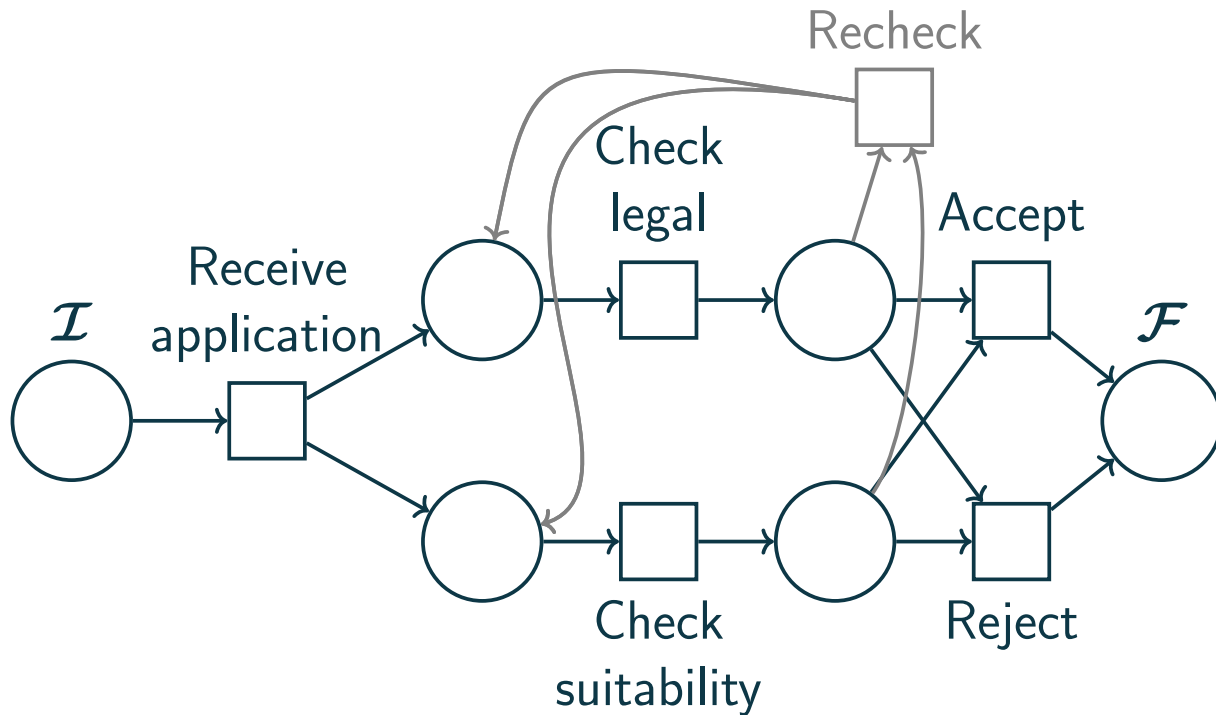 Recheck
Check
legal
Accept
Receive
application
𝓘
𝓕
Check
suitability
Reject